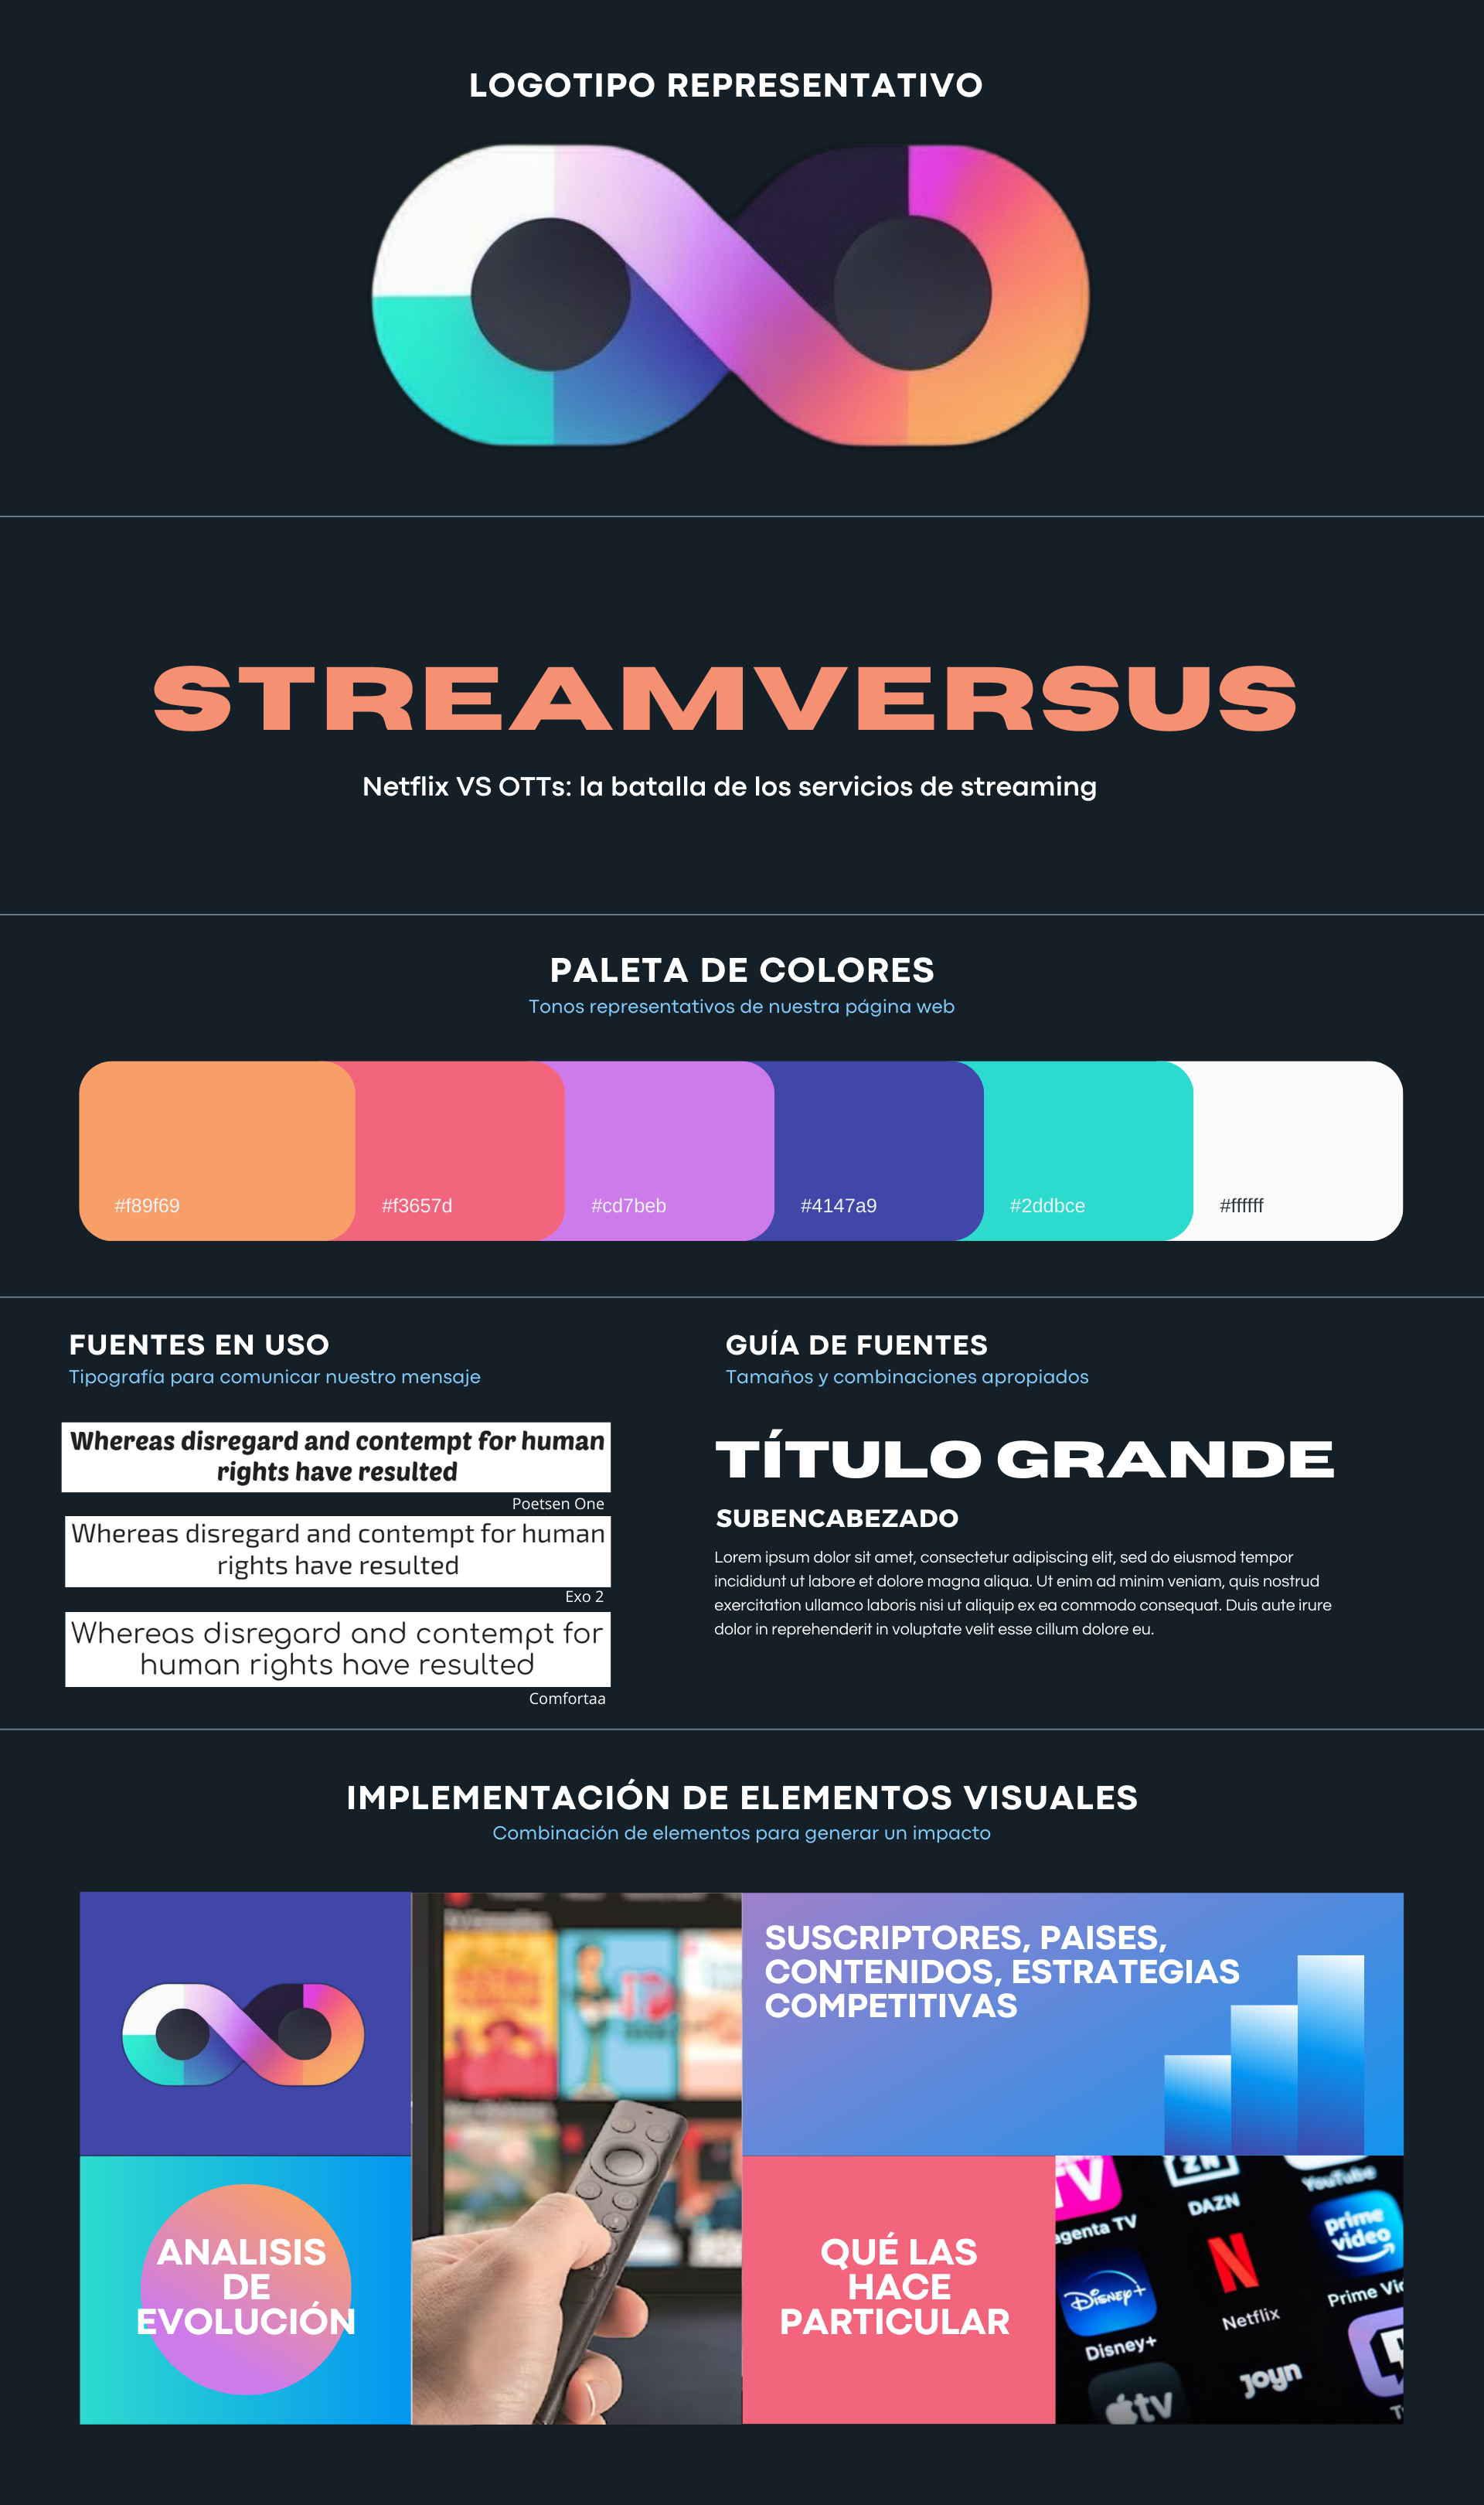 LOGOTIPO REPRESENTATIVO
STREAMVERSUS
Netflix VS OTTs: la batalla de los servicios de streaming
PALETA DE COLORES
Tonos representativos de nuestra página web
#f89f69
#f3657d
#cd7beb
#4147a9
#2ddbce
#ffffff
FUENTES EN USO
Tipografía para comunicar nuestro mensaje
Whereas disregard and contempt for human
rights have resulted
Poetsen One
Whereas disregard and contempt for human
rights have resulted
Exo 2
Whereas disregard and contempt for
human rights have resulted
Comfortaa
GUÍA DE FUENTES
Tamaños y combinaciones apropiados
TÍTULO GRANDE
SUBENCABEZADO
Lorem ipsum dolor sit amet, consectetur adipiscing elit, sed do eiusmod tempor
incididunt ut labore et dolore magna aliqua. Ut enim ad minim veniam, quis nostrud
exercitation ullamco laboris nisi ut aliquip ex ea commodo consequat. Duis aute irure
dolor in reprehenderit in voluptate velit esse cillum dolore eu.
IMPLEMENTACIÓN DE ELEMENTOS VISUALES
Combinación de elementos para generar un impacto
SUSCRIPTORES, PAISES,
CONTENIDOS, ESTRATEGIAS
COMPETITIVAS
ANALISIS
DE
EVOLUCIÓN
QUÉ LAS
HACE
PARTICULAR
TV
agenta TV
DAZN
YouTube
prime
video
Prime Vi
Disney+
Disney+
N
Netflix
joyn
tv